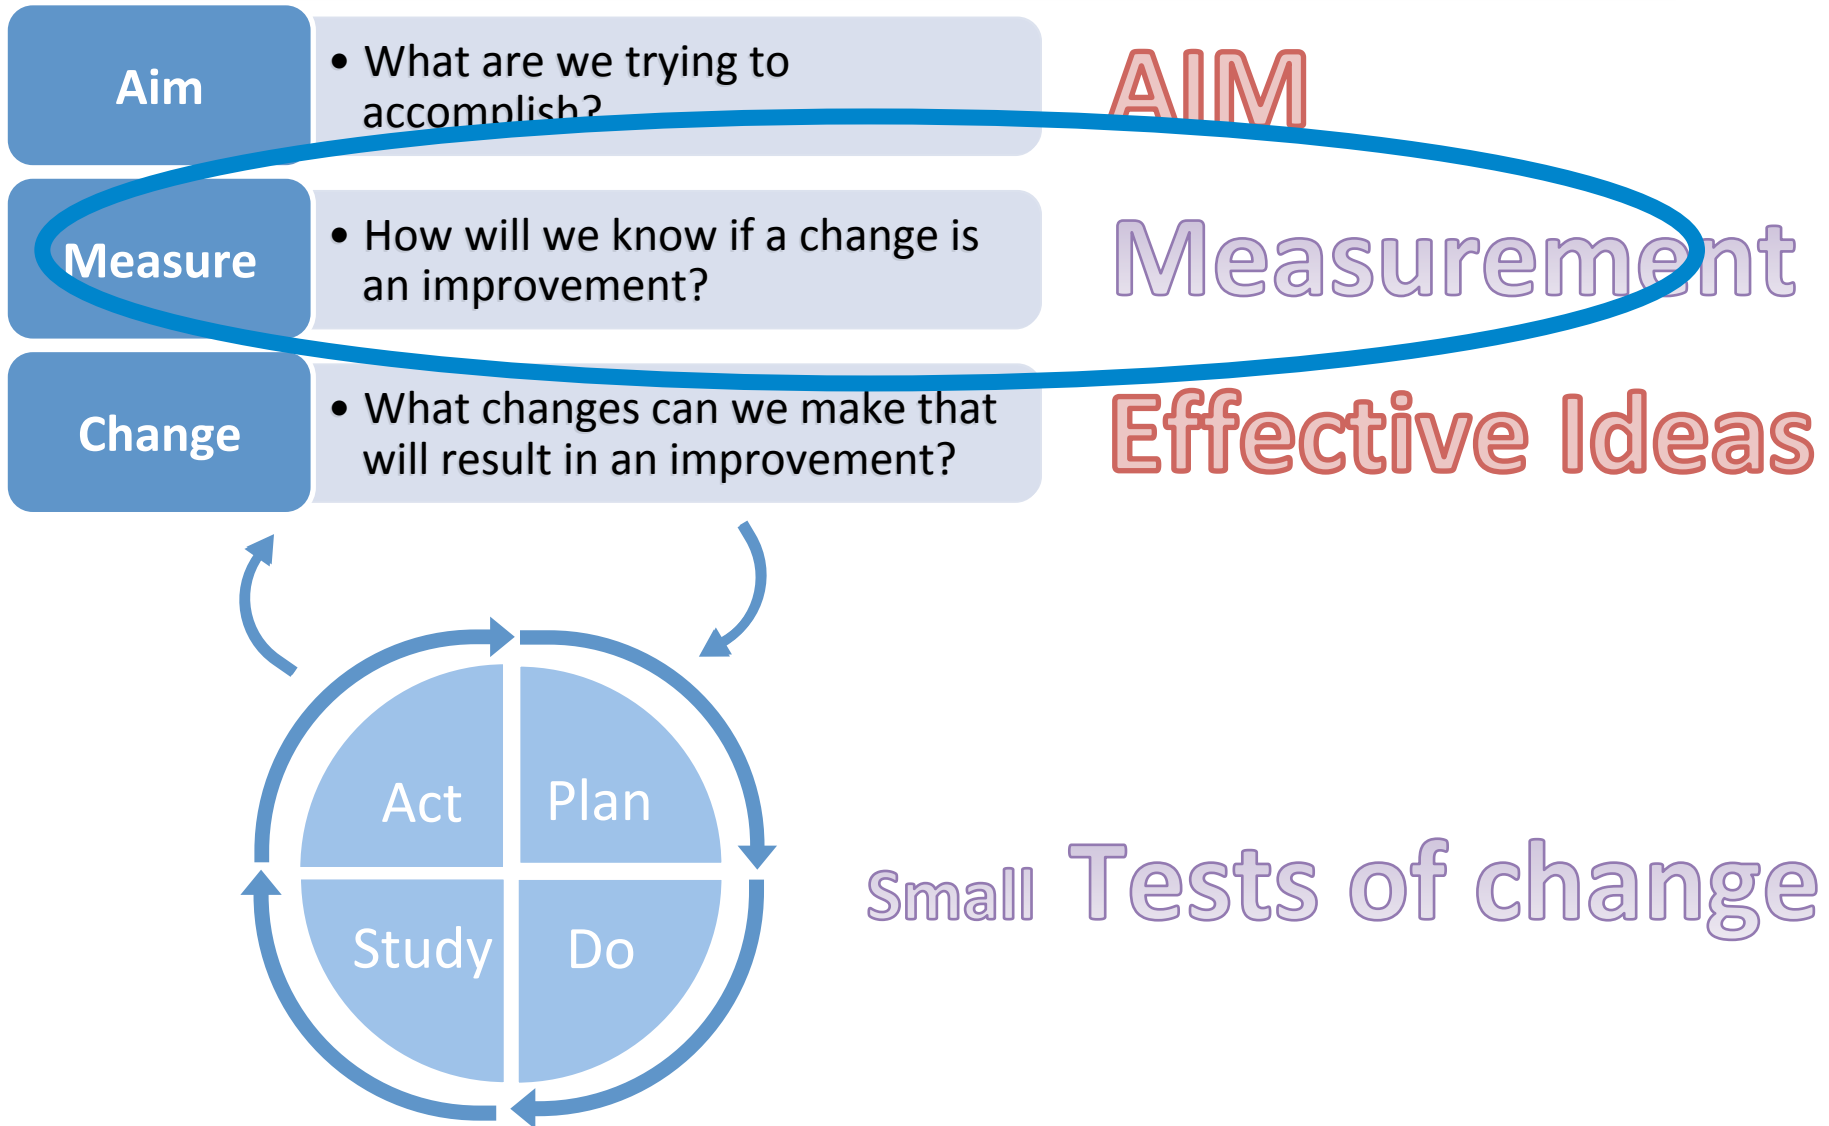 Aim
• What are we trying to
accomplish?
AIM
Measure
• How will we know if a change is
an improvement?
Measurement
Change
• What changes can we make that
will result in an improvement?
Effective Ideas
Act
Plan
Study
Do
Small Tests of change